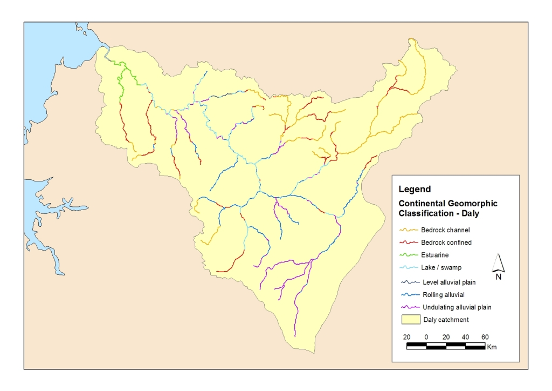 Legend
Continental Geomorphic
Classification - Daly
Bedrock channel
Bedrock confined
Estuarine
Lake / swamp
N
Level alluvial plain
Rolling alluvial
Undulating alluvial plain
Daly catchment
20 0 20 40 60
Km